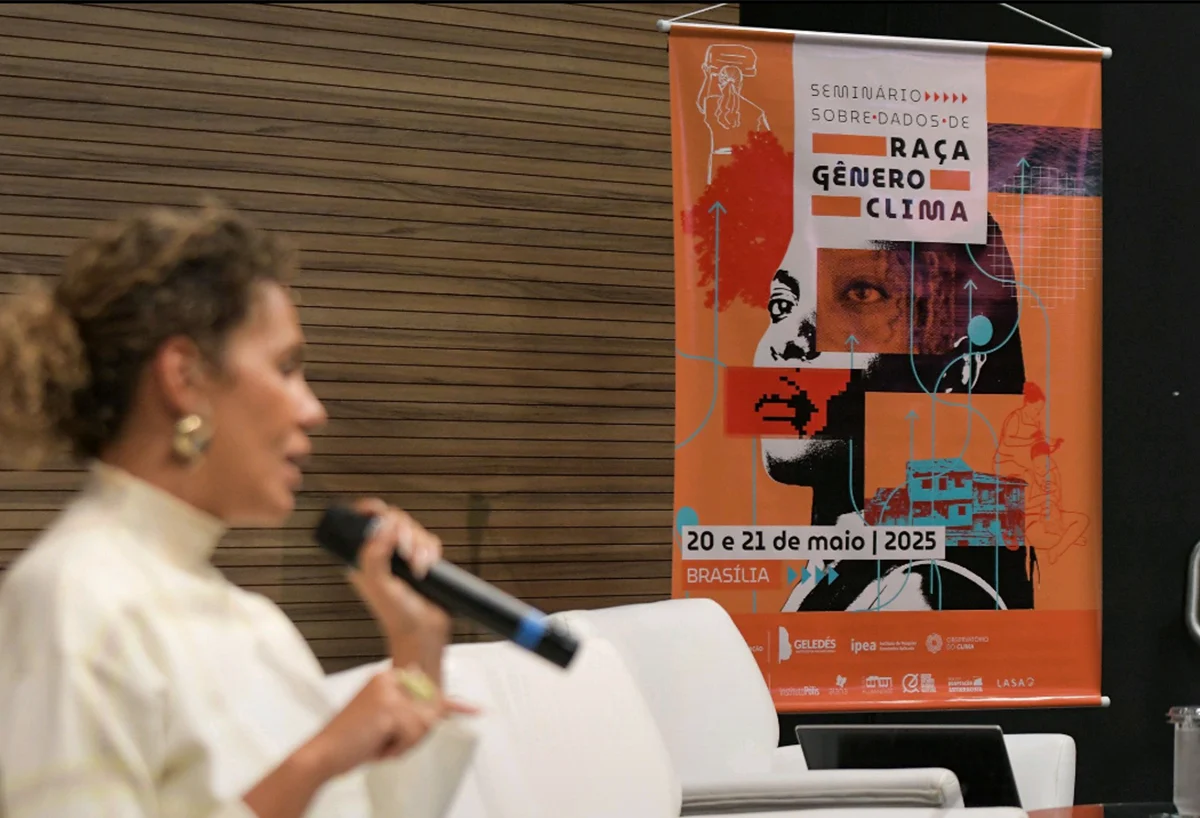 SEMINÁRIO
SOBRE•DADOS•DE
RAÇA
GÊNERO
CLIMA
20 e 21 de maio | 2025
BRASÍLIA
GELEDÉS
ipea
OBSERVATÓRIO
DO CLIMA
InstitutoPólis
LASA